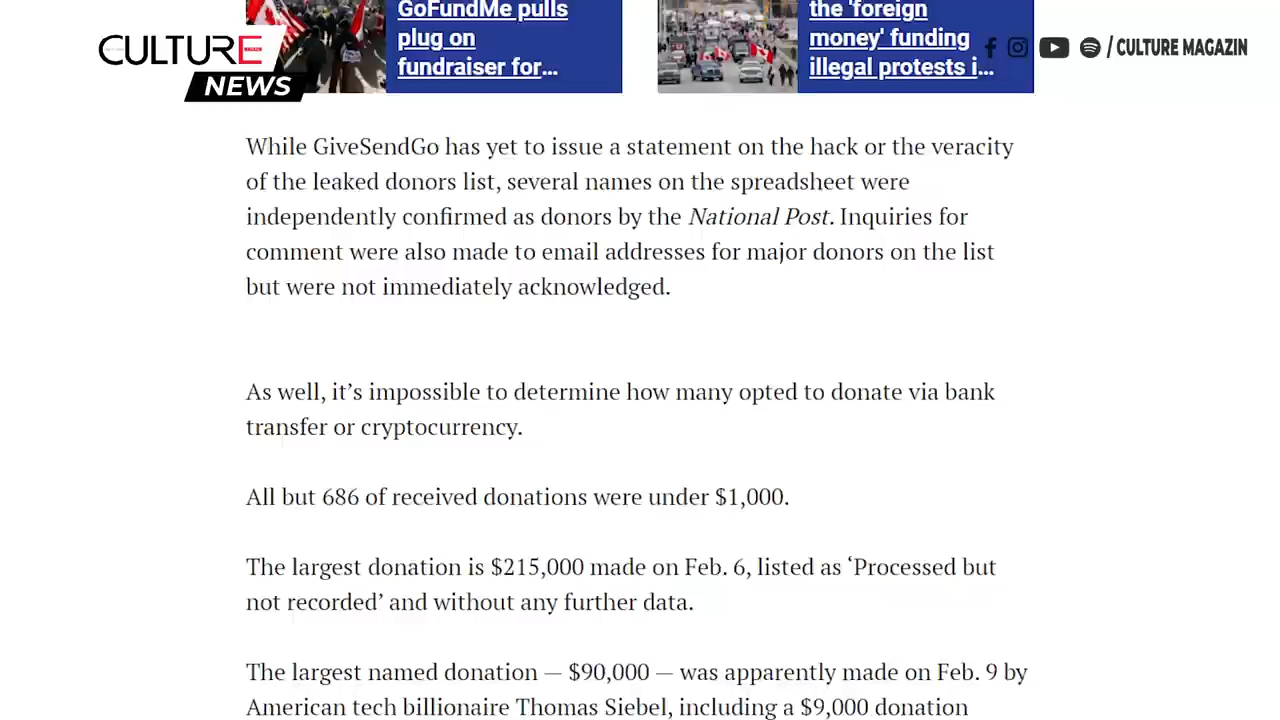 GoFundMe pulls
plug on
fundraiser for...
the 'foreign
money' funding
illegal protests i...
CULTURE
NEWS
/ CULTURE MAGAZIN
While GiveSendGo has yet to issue a statement on the hack or the veracity
of the leaked donors list, several names on the spreadsheet were
independently confirmed as donors by the National Post. Inquiries for
comment were also made to email addresses for major donors on the list
but were not immediately acknowledged.
As well, it’s impossible to determine how many opted to donate via bank
transfer or cryptocurrency.
All but 686 of received donations were under $1,000.
The largest donation is $215,000 made on Feb. 6, listed as ‘Processed but
not recorded’ and without any further data.
The largest named donation — $90,000 — was apparently made on Feb. 9 by
American tech billionaire Thomas Siebel, including a $9,000 donation